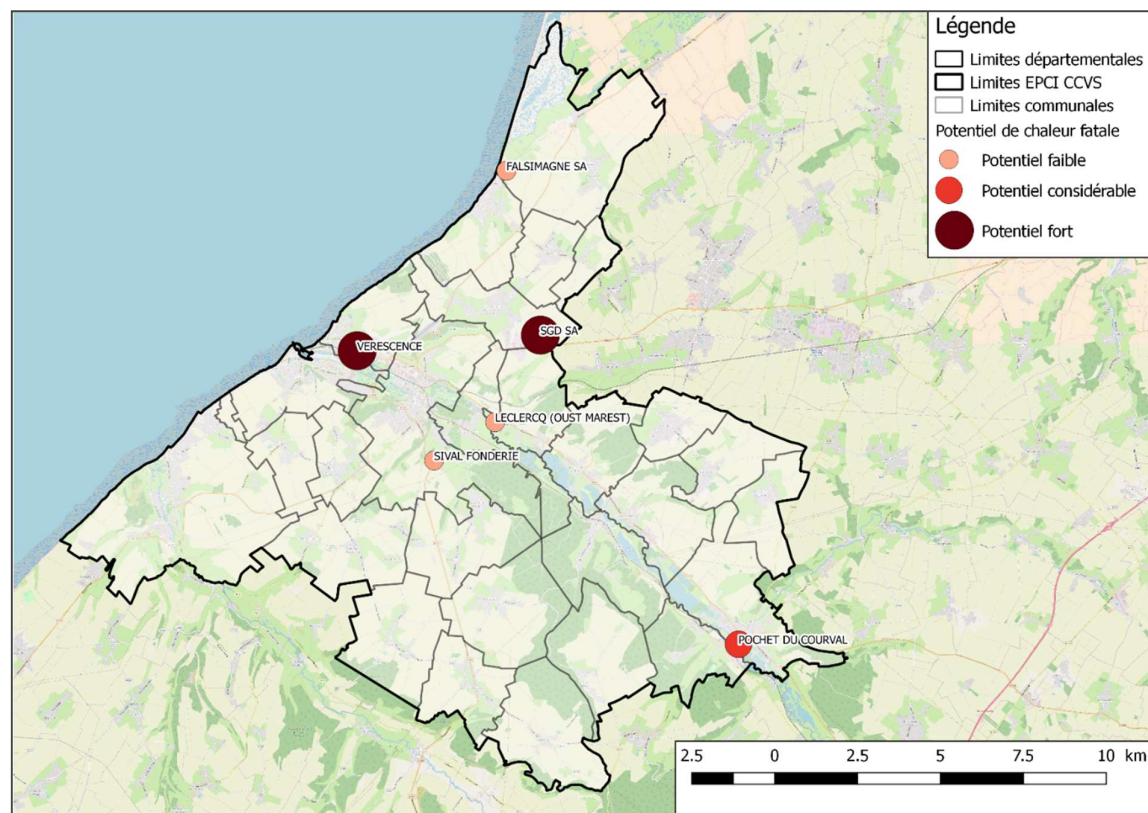 Légende
Limites départementales
Limites EPCI CCVS
Limites communales
Potentiel de chaleur fatale
Potentiel faible
Potentiel considérable
Potentiel fort
FALSIMAGNE SA
SGD SA
VERESCENCE
LECLERCQ (OUST MAREST)
SIVAL FONDERIE
POCHET DU COURVAL
2.5 0 2.5 5 7.5 10 km